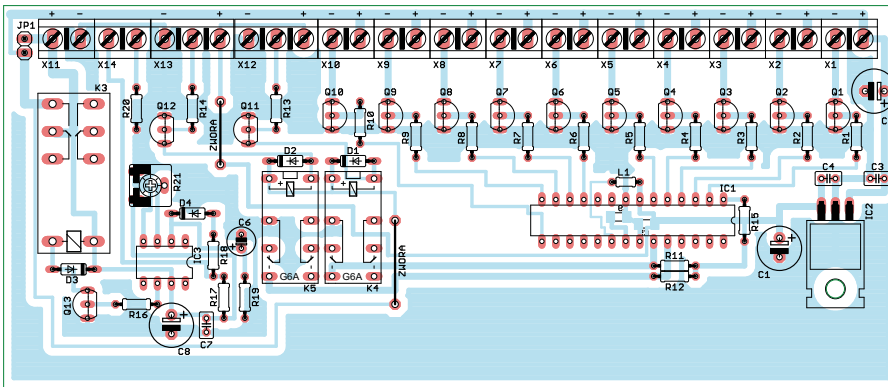 JP1
+ - + - + - + - + - + - + - + - + - + - + - + - + - + -
X11 X14 X13 X12 X10 X9 X8 X7 X6 X5 X4 X3 X2 X1
K3 Q12 Q11 Q10 Q9 Q8 Q7 Q6 Q5 Q4 Q3 Q2 Q1 C
R20 R14 R13 R10 R9 R8 R7 R6 R5 R4 R3 R2 R1
ZWORA
D2 D1
R21 L1 C4 C3
D4 IC1
C6 + + R15 IC2
IC3 R18 ZWORA C1 +
D3 G6A G6A R11
K5 K4 R12
Q13 R16 R17 R19
C8 + C7